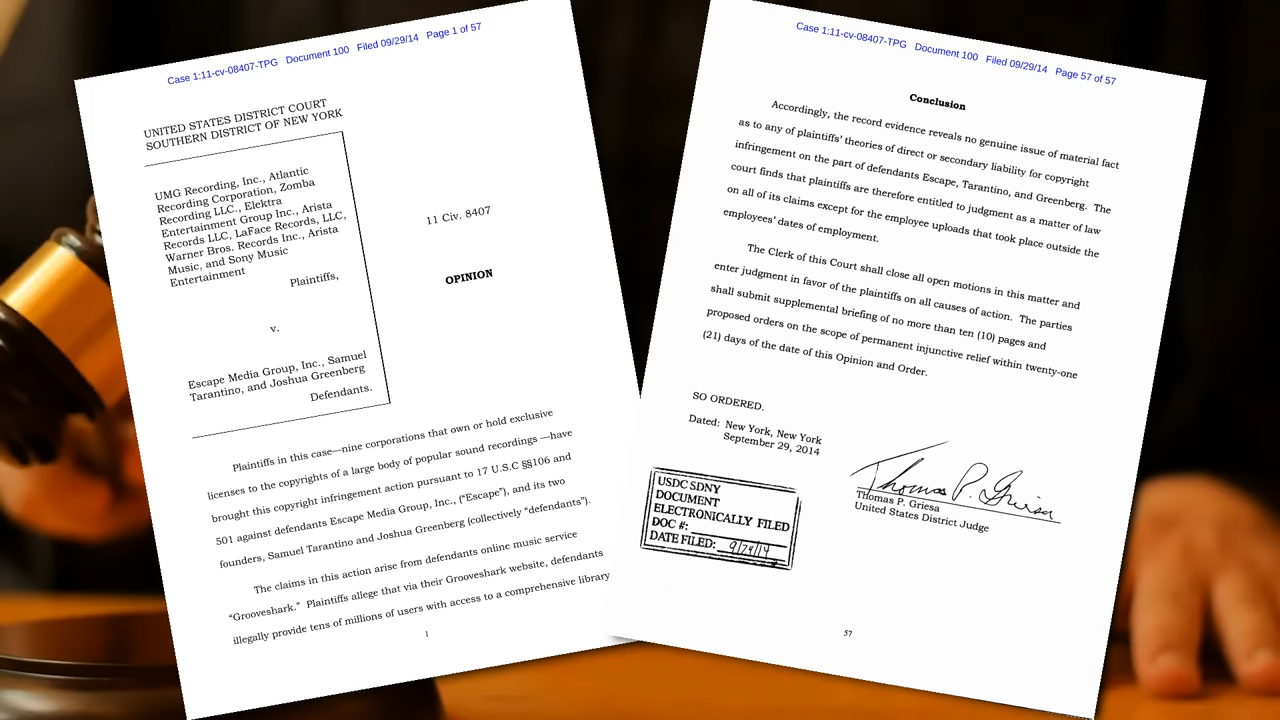 Case 1:11-cv-08407-TPG Document 100 Filed 09/29/14 Page 1 of 57
UNITED STATES DISTRICT COURT
SOUTHERN DISTRICT OF NEW YORK
UMG Recording, Inc., Atlantic
Recording Corporation, Zomba
Recording LLC., Elektra
Entertainment Group Inc., Arista
Records LLC, LaFace Records, LLC,
Warner Bros. Records Inc., Arista
Music, and Sony Music
Entertainment
Plaintiffs,
v.
Escape Media Group, Inc., Samuel
Tarantino, and Joshua Greenberg
Defendants.
11 Civ. 8407
OPINION
Plaintiffs in this case—nine corporations that own or hold exclusive
licenses to the copyrights of a large body of popular sound recordings —have
brought this copyright infringement action pursuant to 17 U.S.C §§106 and
501 against defendants Escape Media Group, Inc., (“Escape”), and its two
founders, Samuel Tarantino and Joshua Greenberg (collectively “defendants”).
The claims in this action arise from defendants online music service
“Grooveshark.” Plaintiffs allege that via their Grooveshark website, defendants
illegally provide tens of millions of users with access to a comprehensive library
1
Case 1:11-cv-08407-TPG Document 100 Filed 09/29/14 Page 57 of 57
Conclusion
Accordingly, the record evidence reveals no genuine issue of material fact
as to any of plaintiffs’ theories of direct or secondary liability for copyright
infringement on the part of defendants Escape, Tarantino, and Greenberg. The
court finds that plaintiffs are therefore entitled to judgment as a matter of law
on all of its claims except for the employee uploads that took place outside the
employees’ dates of employment.
The Clerk of this Court shall close all open motions in this matter and
enter judgment in favor of the plaintiffs on all causes of action. The parties
shall submit supplemental briefing of no more than ten (10) pages and
proposed orders on the scope of permanent injunctive relief within twenty-one
(21) days of the date of this Opinion and Order.
SO ORDERED.
Dated: New York, New York
September 29, 2014
Thomas P. Griesa
Thomas P. Griesa
United States District Judge
USDC SDNY
DOCUMENT
ELECTRONICALLY FILED
DOC #:
DATE FILED: 9/29/14
57